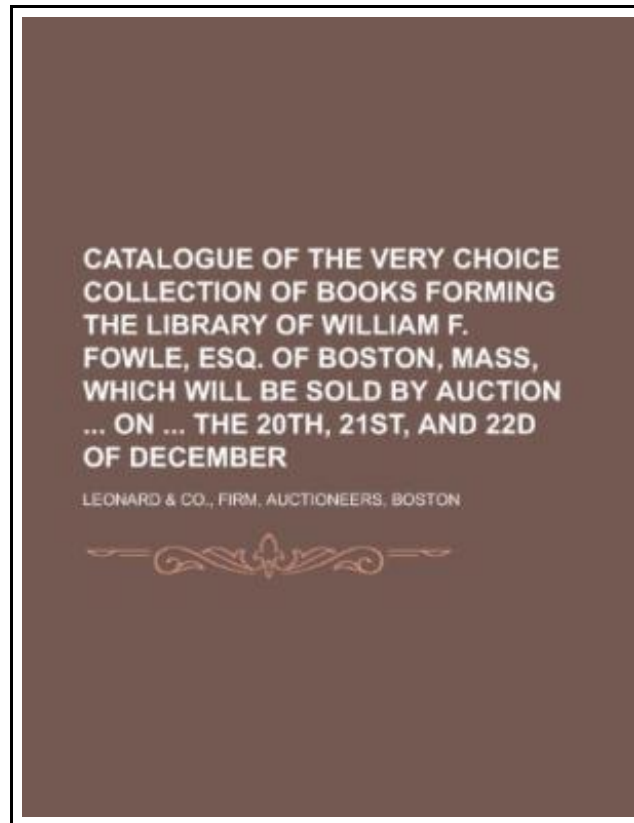 CATALOGUE OF THE VERY CHOICE
COLLECTION OF BOOKS FORMING
THE LIBRARY OF WILLIAM F.
FOWLE, ESQ. OF BOSTON, MASS,
WHICH WILL BE SOLD BY AUCTION
... ON ... THE 20TH, 21ST, AND 22D
OF DECEMBER
LEONARD & CO., FIRM, AUCTIONEERS, BOSTON